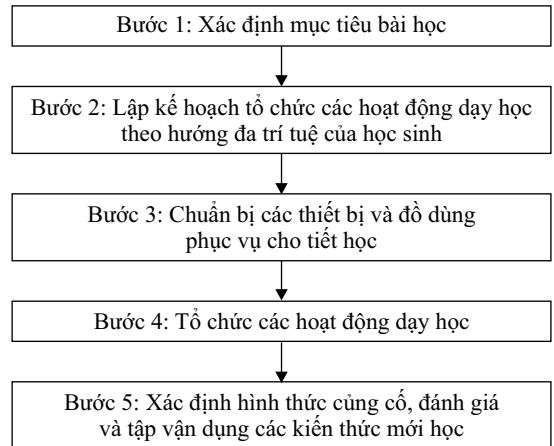 Bước 1: Xác định mục tiêu bài học
Bước 2: Lập kế hoạch tổ chức các hoạt động dạy học
theo hướng đa trí tuệ của học sinh
Bước 3: Chuẩn bị các thiết bị và đồ dùng
phục vụ cho tiết học
Bước 4: Tổ chức các hoạt động dạy học
Bước 5: Xác định hình thức củng cố, đánh giá
và tập vận dụng các kiến thức mới học